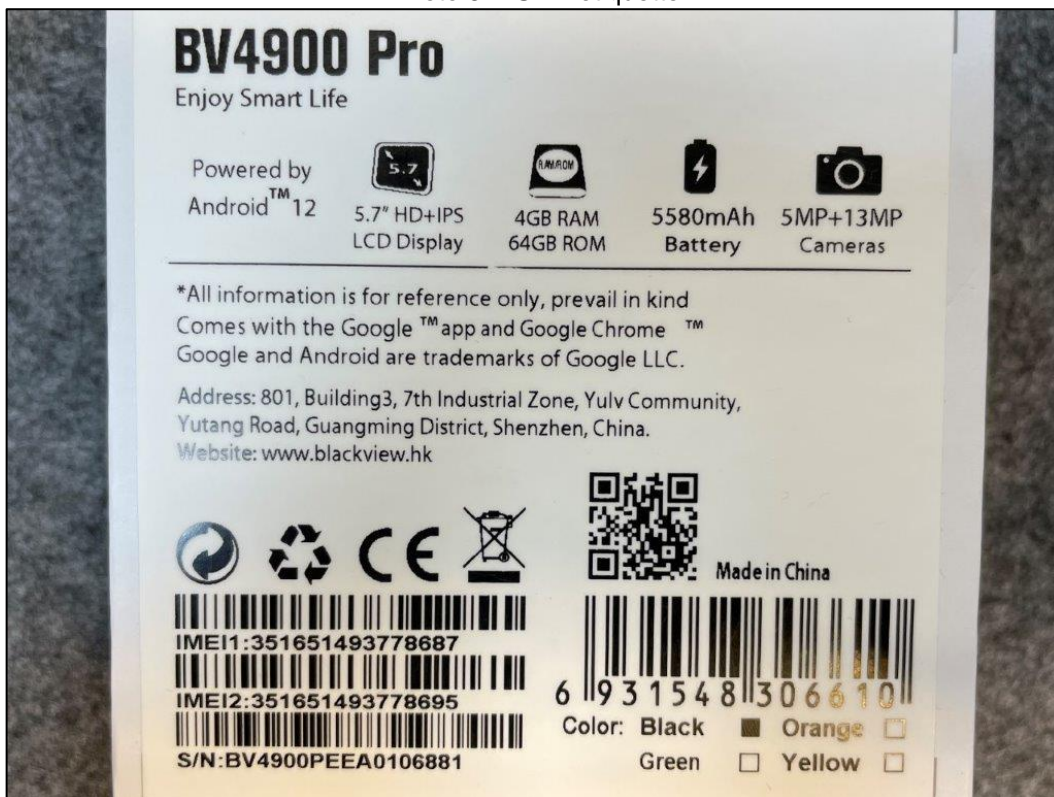 BV4900 Pro
Enjoy Smart Life
Powered by
Android™ 12
5.7
5.7" HD+IPS
LCD Display
RAM/ROM
4GB RAM
64GB ROM
5580mAh
Battery
5MP+13MP
Cameras
*All information is for reference only, prevail in kind
Comes with the Google ™ app and Google Chrome ™
Google and Android are trademarks of Google LLC.
Address: 801, Building3, 7th Industrial Zone, Yulv Community,
Yutang Road, Guangming District, Shenzhen, China.
Website: www.blackview.hk
CE
Made in China
IMEI1:351651493778687
IMEI2:351651493778695
S/N:BV4900PEEA0106881
6 931548 306610
Color: Black Orange
Green Yellow